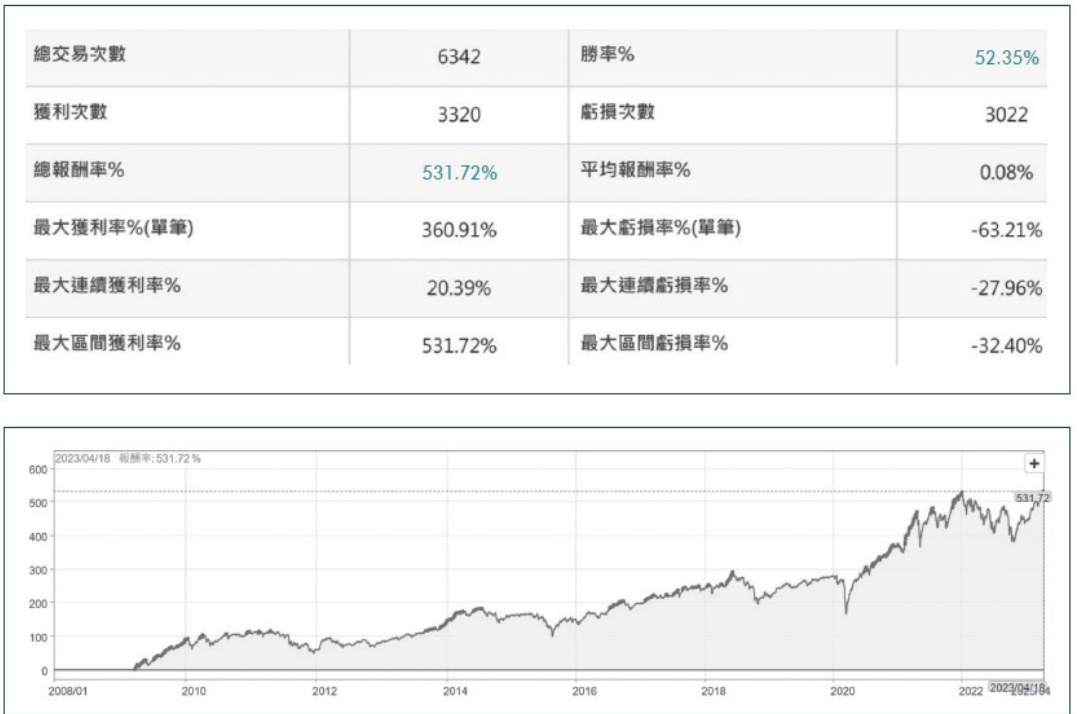 總交易次數 6342 勝率% 52.35%
獲利次數 3320 虧損次數 3022
總報酬率% 531.72% 平均報酬率% 0.08%
最大獲利率%(單筆) 360.91% 最大虧損率%(單筆) -63.21%
最大連續獲利率% 20.39% 最大連續虧損率% -27.96%
最大區間獲利率% 531.72% 最大區間虧損率% -32.40%
2023/04/18 報酬率:531.72%
+
600
531.72
500
400
300
200
100
0
2008/01 2010 2012 2014 2016 2018 2020 2022 2023/04/18